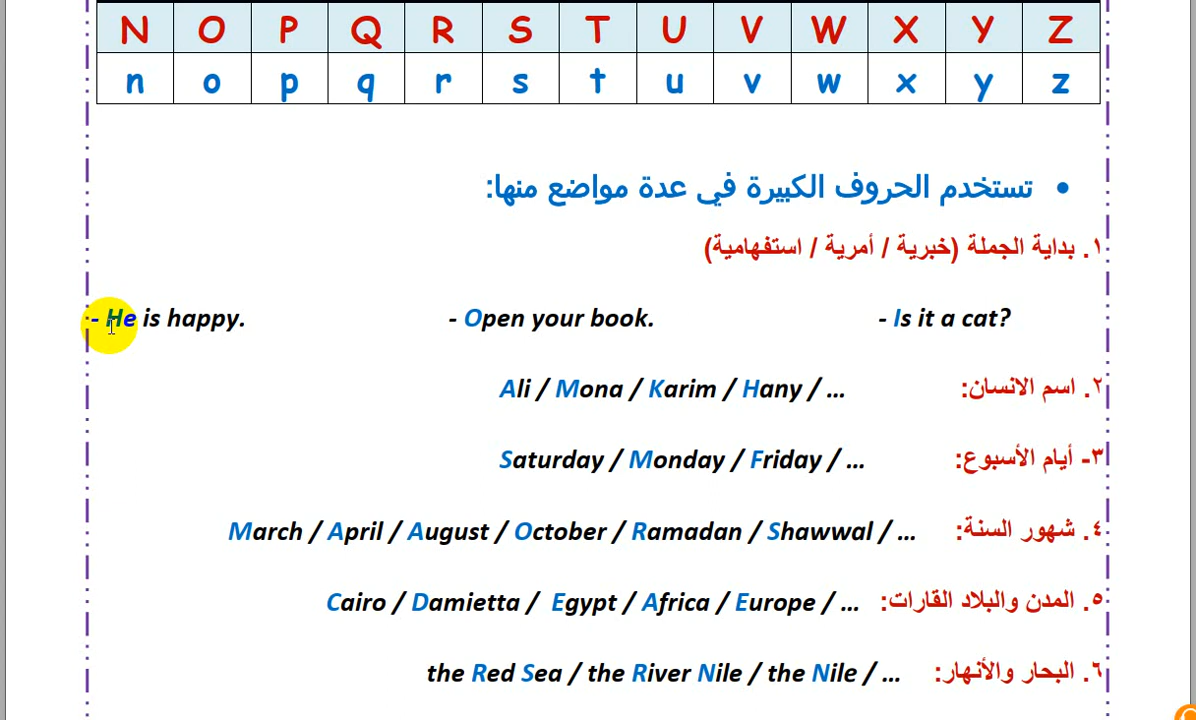 N O P Q R S T U V W X Y Z
n o p q r s t u v w x y z
• تستخدم الحروف الكبيرة في عدة مواضع منها:
١. بداية الجملة (خبرية / أمرية / استفهامية)
- He is happy. - Open your book. - Is it a cat?
٢. اسم الانسان: Ali / Mona / Karim / Hany / ...
٣- أيام الأسبوع: Saturday / Monday / Friday / ...
٤. شهور السنة: March / April / August / October / Ramadan / Shawwal / ...
٥. المدن والبلاد القارات: Cairo / Damietta / Egypt / Africa / Europe / ...
٦. البحار والأنهار: the Red Sea / the River Nile / the Nile / ...